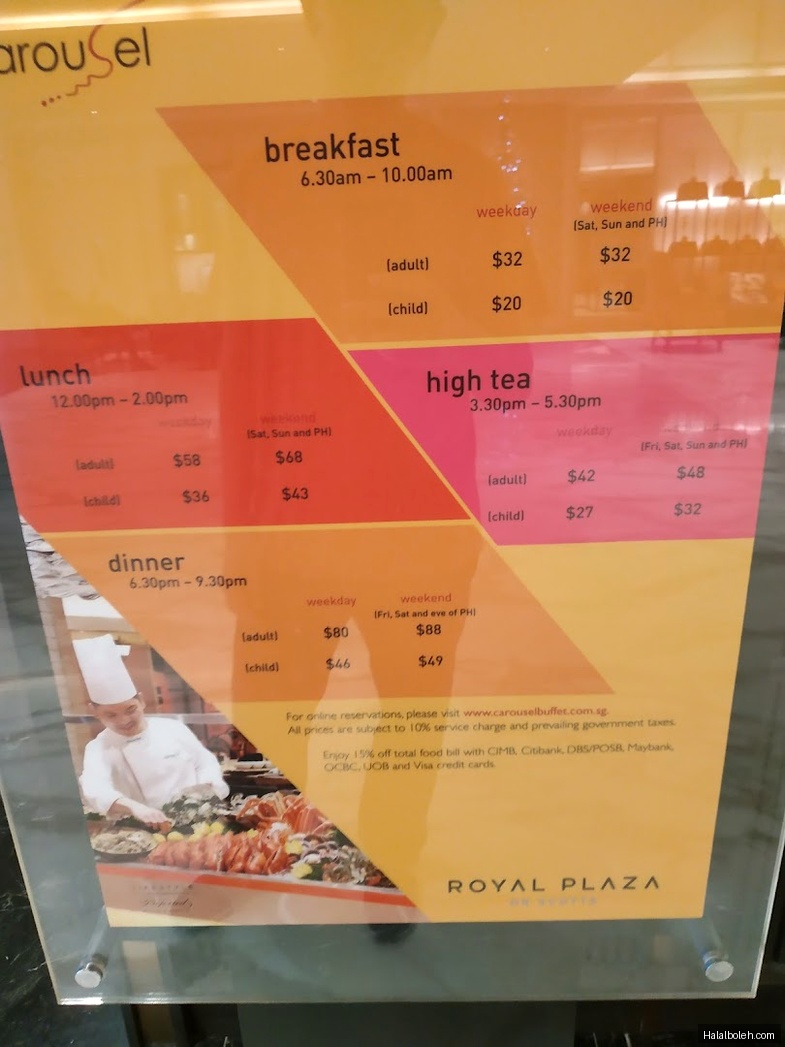 arousel
breakfast
6.30am – 10.00am
weekday weekend
(Sat, Sun and PH)
(adult) $32 $32
(child) $20 $20
lunch
12.00pm – 2.00pm
weekday weekend
(Sat, Sun and PH)
(adult) $58 $68
(child) $36 $43
high tea
3.30pm – 5.30pm
weekday
(Fri, Sat, Sun and PH)
(adult) $42 $48
(child) $27 $32
dinner
6.30pm – 9.30pm
weekday weekend
(Fri, Sat and eve of PH)
(adult) $80 $88
(child) $46 $49
For online reservations, please visit www.carouselbuffet.com.sg.
All prices are subject to 10% service charge and prevailing government taxes.
Enjoy 15% off total food bill with CIMB, Citibank, DBS/POSB, Maybank,
OCBC, UOB and Visa credit cards.
ROYAL PLAZA
ON SCOTTS
Halalboleh.com